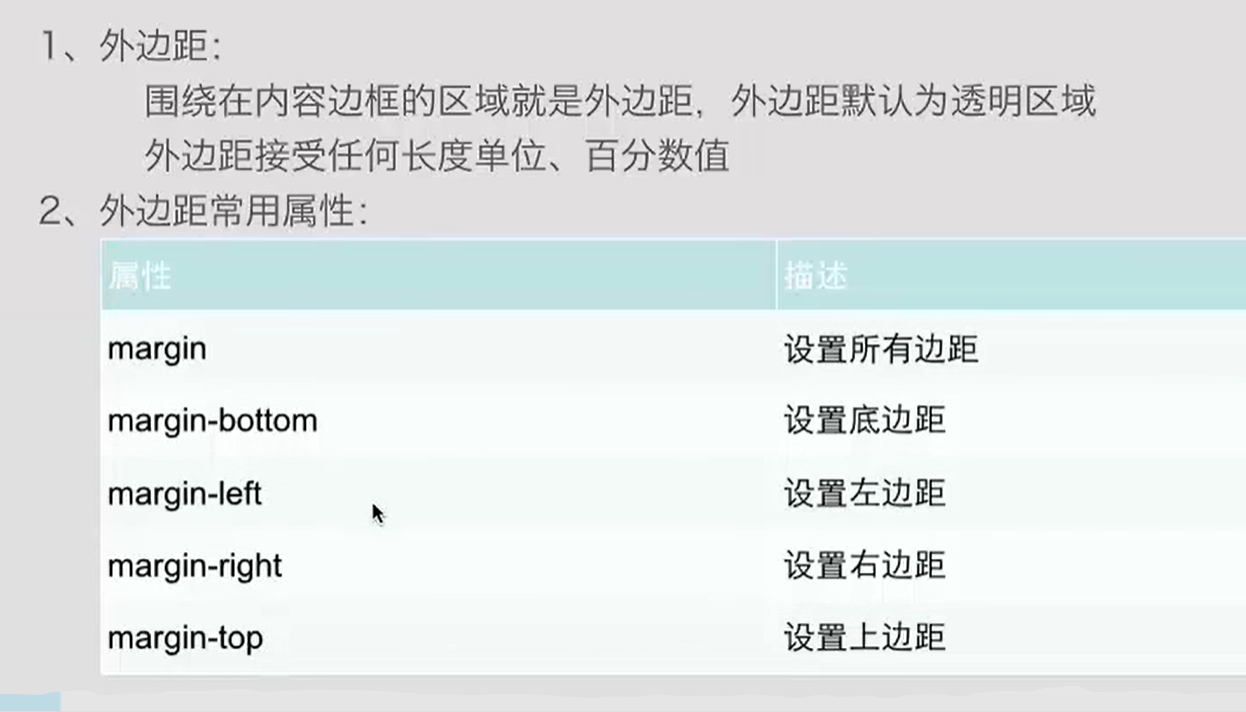 1、外边距：
围绕在内容边框的区域就是外边距，外边距默认为透明区域
外边距接受任何长度单位、百分数值
2、外边距常用属性：
属性 描述
margin 设置所有边距
margin-bottom 设置底边距
margin-left 设置左边距
margin-right 设置右边距
margin-top 设置上边距